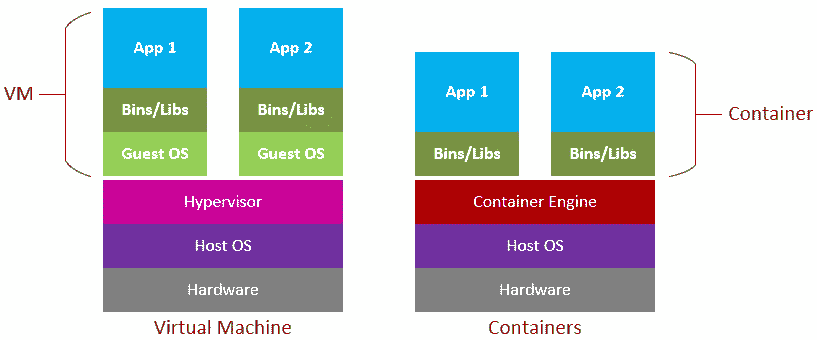 VM
App 1
App 2
Bins/Libs
Bins/Libs
Guest OS
Guest OS
Hypervisor
Host OS
Hardware
Virtual Machine
App 1
App 2
Bins/Libs
Bins/Libs
Container Engine
Host OS
Hardware
Containers
Container